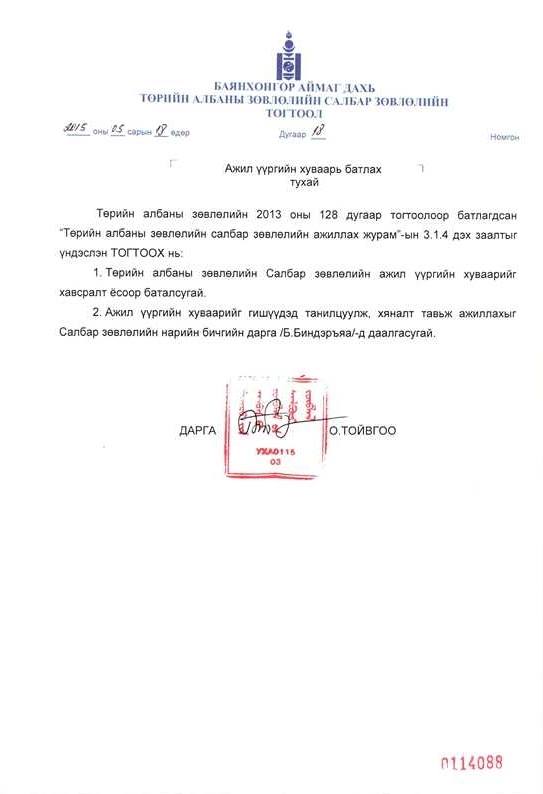 БАЯНХОНГОР АЙМАГ ДАХЬ
ТӨРИЙН АЛБАНЫ ЗӨВЛӨЛИЙН САЛБАР ЗӨВЛӨЛИЙН
ТОГТООЛ
2015 оны 05 сарын 18 өдөр Дугаар 18 Номгон
Ажил үүргийн хуваарь батлах
тухай
Төрийн албаны зөвлөлийн 2013 оны 128 дугаар тогтоолоор батлагдсан
“Төрийн албаны зөвлөлийн салбар зөвлөлийн ажиллах журам”-ын 3.1.4 дэх заалтыг
үндэслэн ТОГТООХ нь:
1. Төрийн албаны зөвлөлийн Салбар зөвлөлийн ажил үүргийн хуваарийг
хавсралт ёсоор баталсугай.
2. Ажил үүргийн хуваарийг гишүүдэд танилцуулж, хяналт тавьж ажиллахыг
Салбар зөвлөлийн нарийн бичгийн дарга /Б.Биндэръяа/-д даалгасугай.
ДАРГА О.ТОЙВГОО
УХА0115
03
0114088